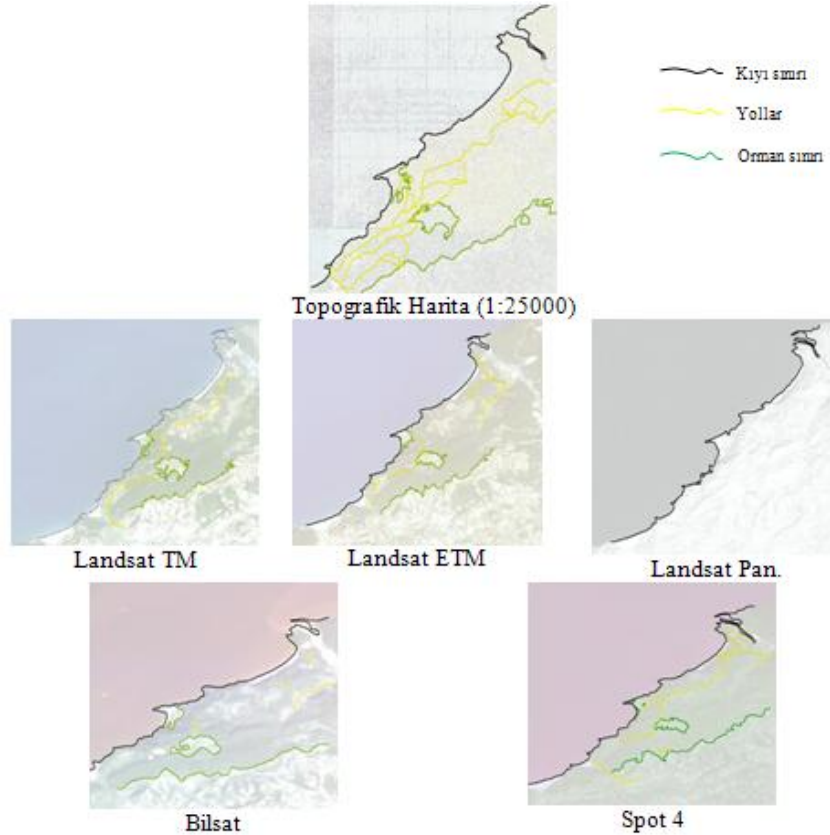 Kıyı sınırı
Yollar
Orman sınırı
Topografik Harita (1:25000)
Landsat TM
Landsat ETM
Landsat Pan.
Bilsat
Spot 4